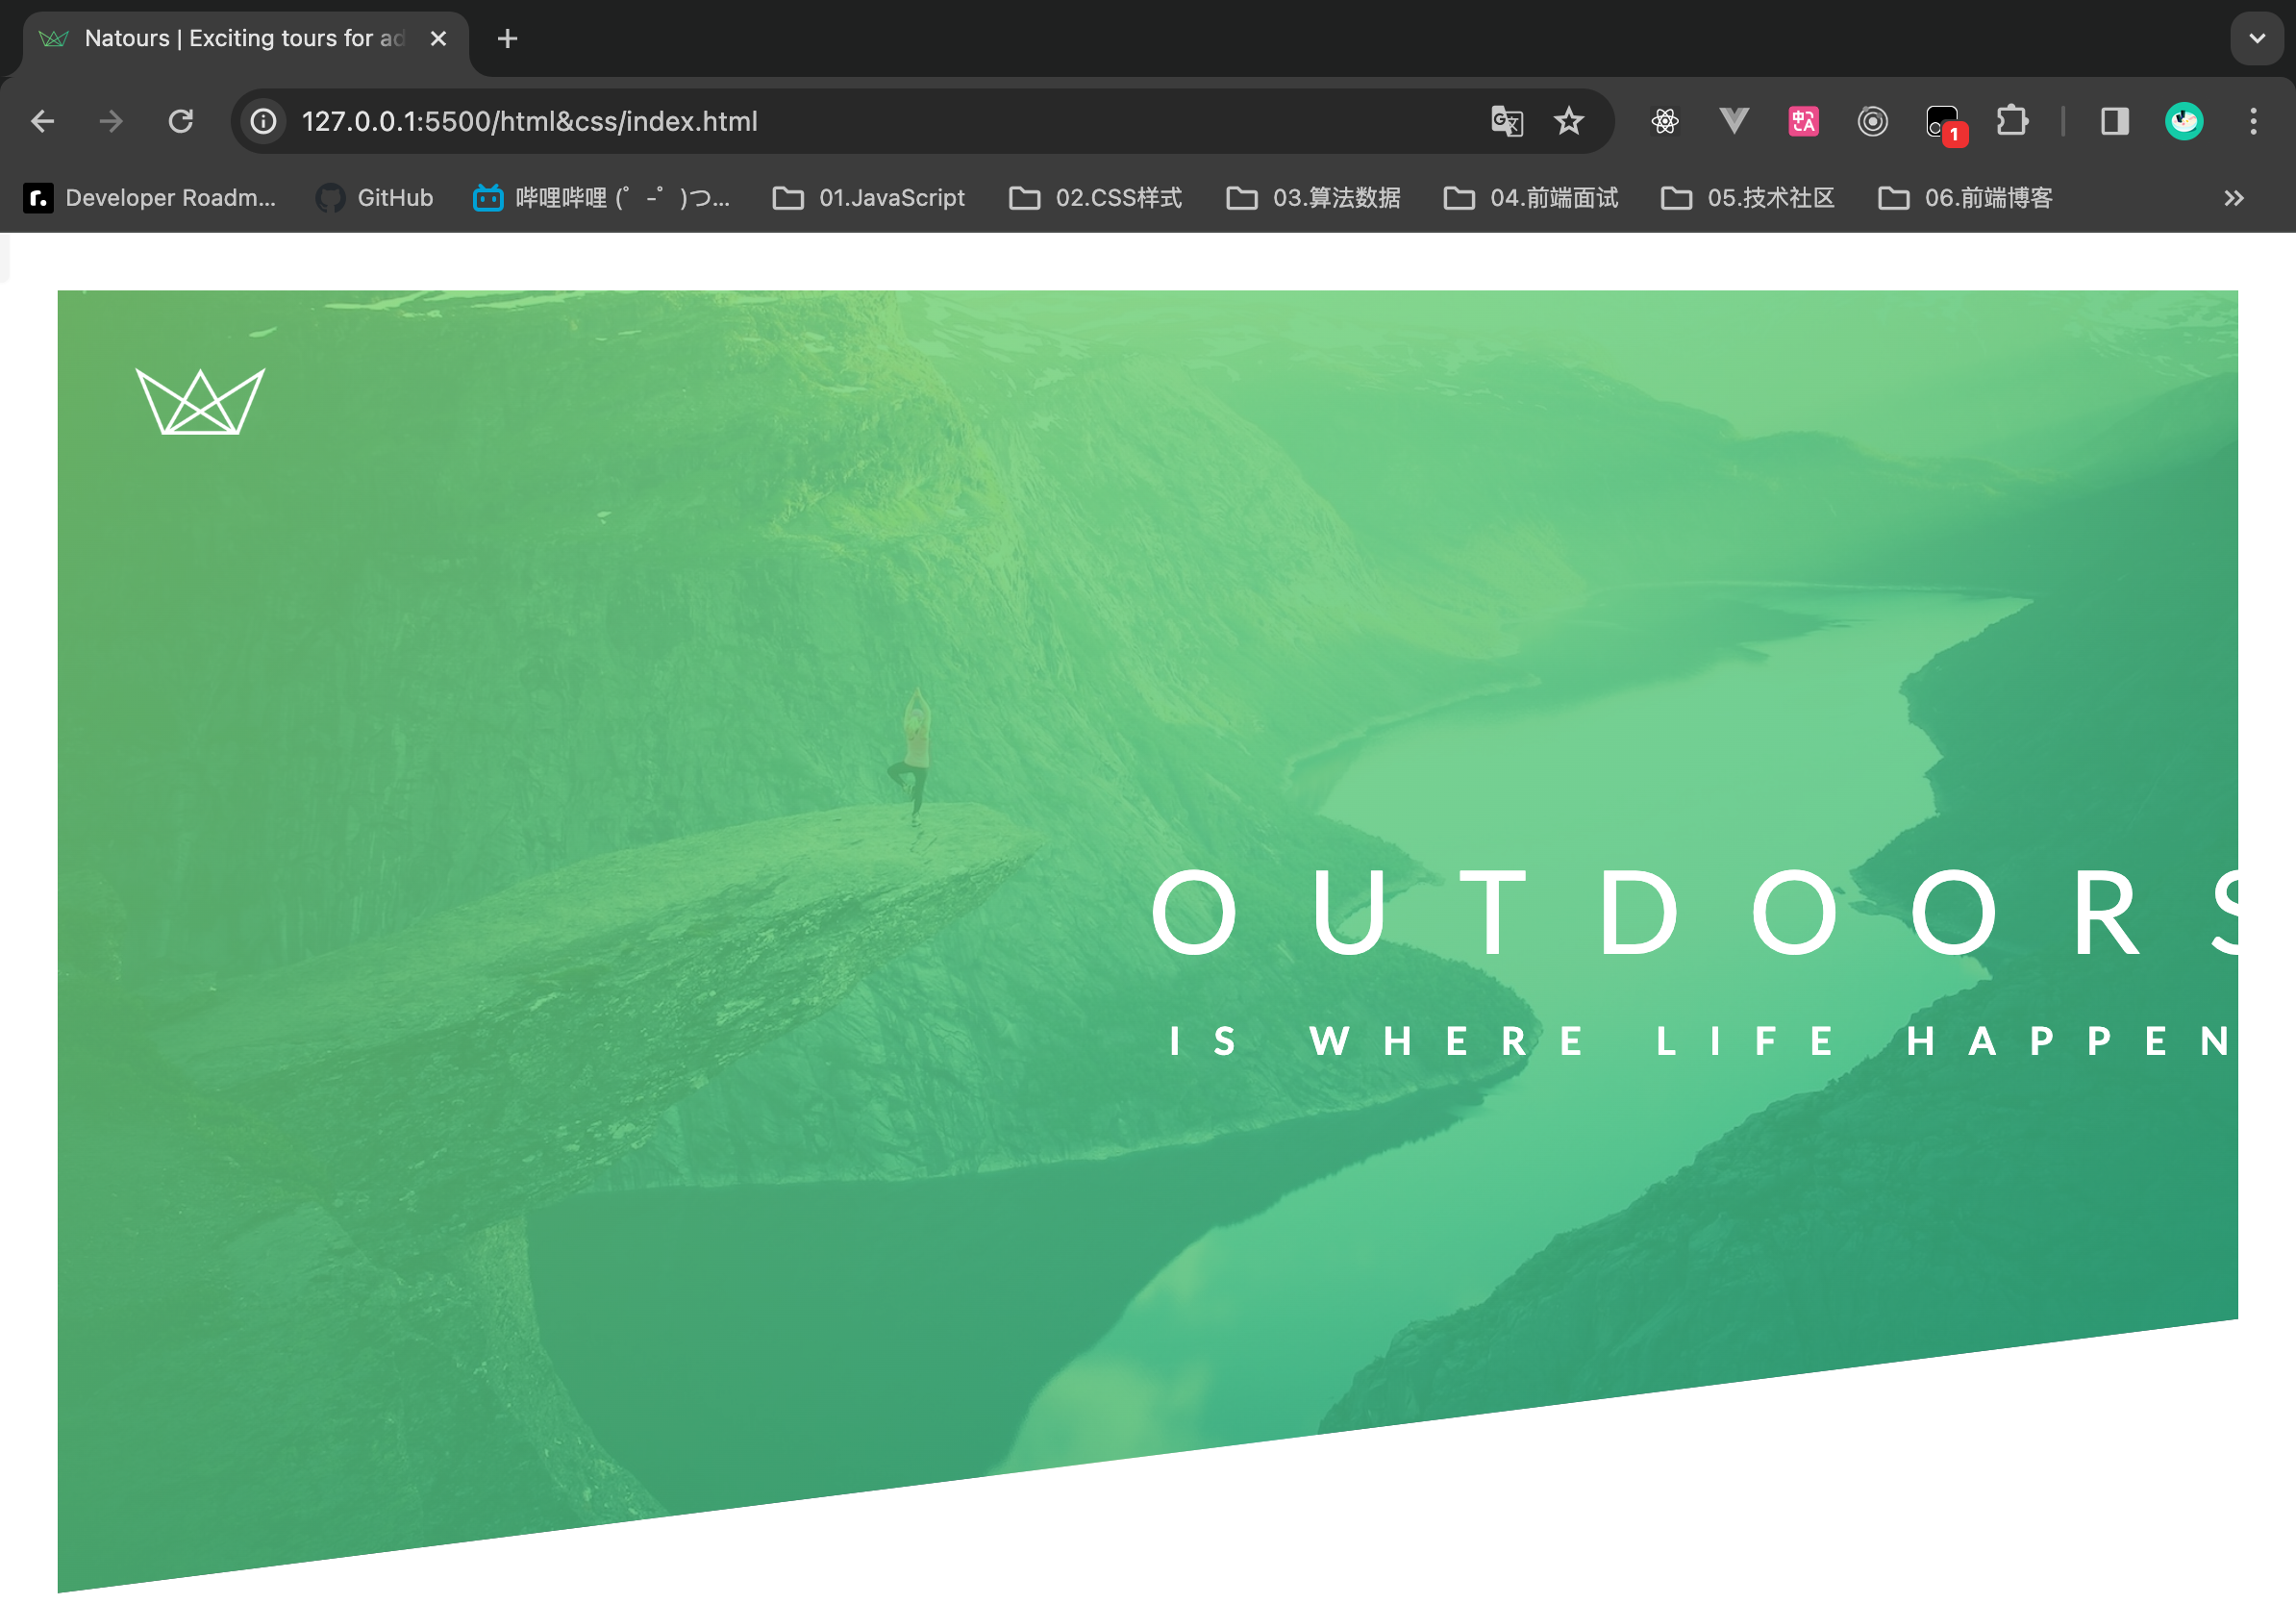 Natours | Exciting tours for ad
127.0.0.1:5500/html&css/index.html
1
Developer Roadm...
GitHub
哔哩哔哩 (゜-゜)つ...
01.JavaScript
02.CSS样式
03.算法数据
04.前端面试
05.技术社区
06.前端博客
OUTDOORS
IS WHERE LIFE HAPPEN